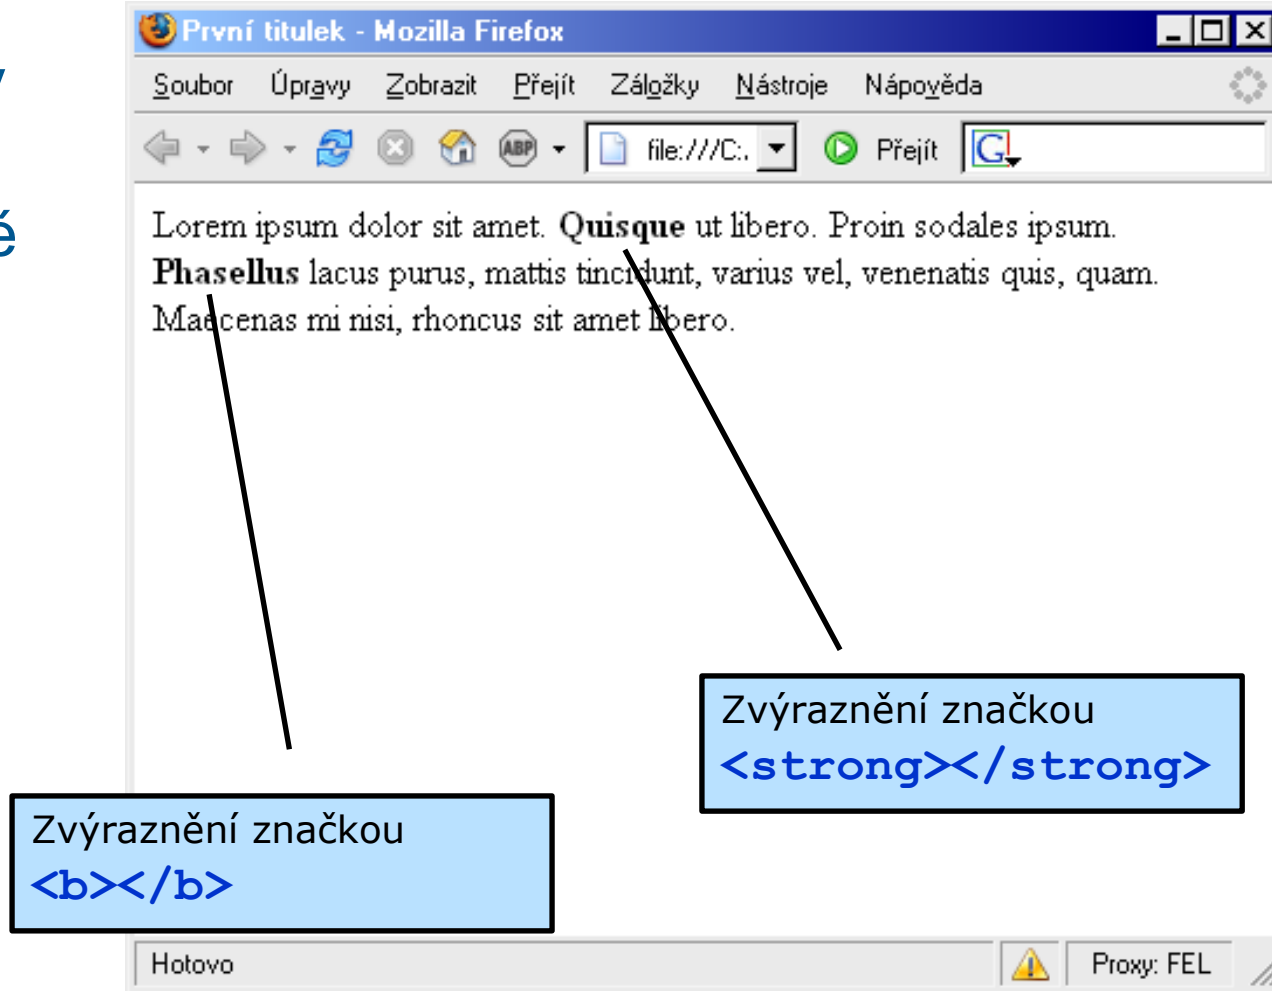 První titulek - Mozilla Firefox
Soubor Úpravy Zobrazit Přejít Záložky Nástroje Nápověda
ABP file:///C:. Přejít G
Lorem ipsum dolor sit amet. Quisque ut libero. Proin sodales ipsum.
Phasellus lacus purus, mattis tincidunt, varius vel, venenatis quis, quam.
Maecenas mi nisi, rhoncus sit amet libero.
Zvýraznění značkou
<strong></strong>
Zvýraznění značkou
<b></b>
Hotovo Proxy: FEL